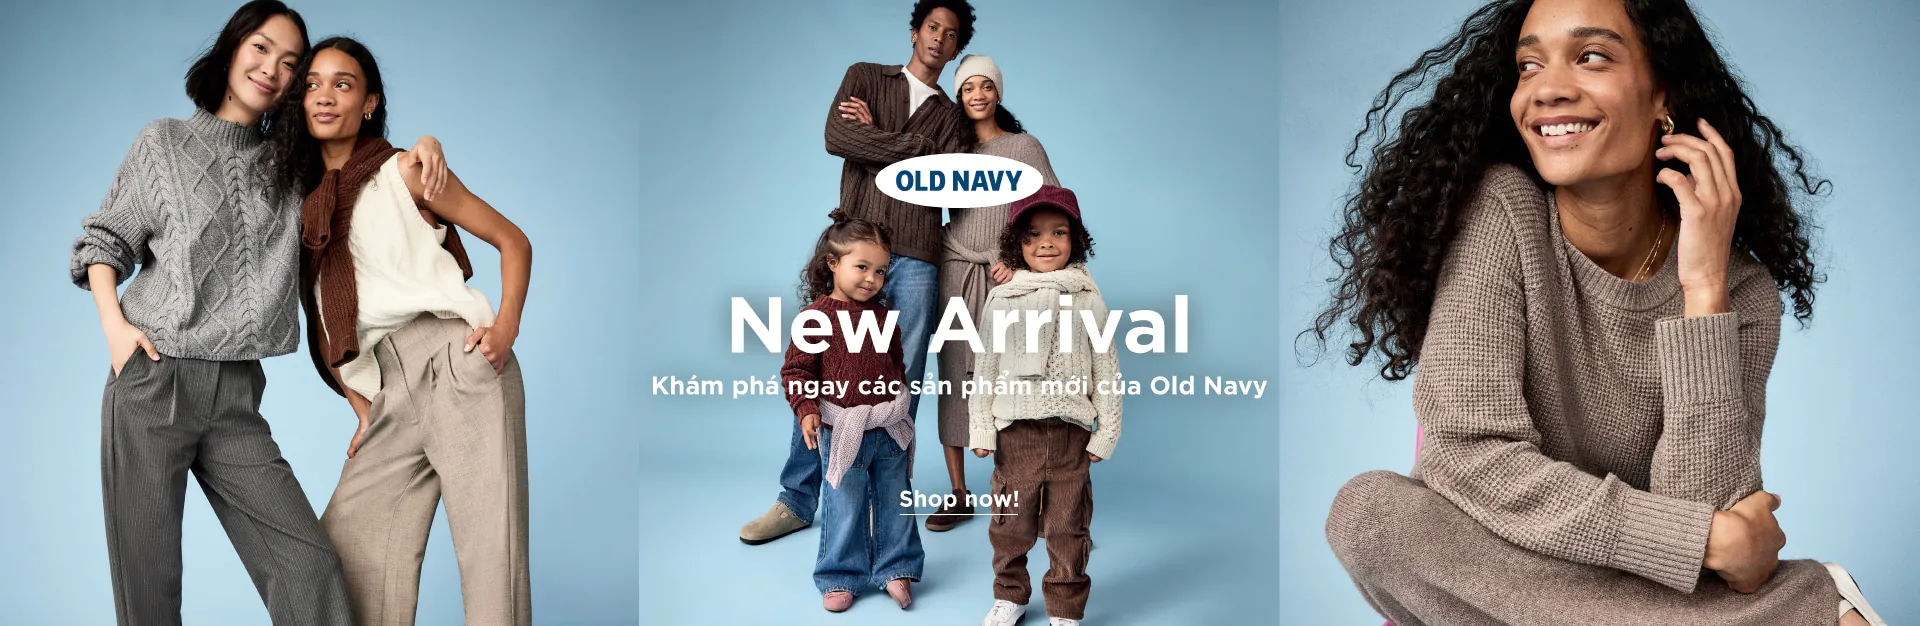 OLD NAVY
New Arrival
Khám phá ngay các sản phẩm mới của Old Navy
Shop now!